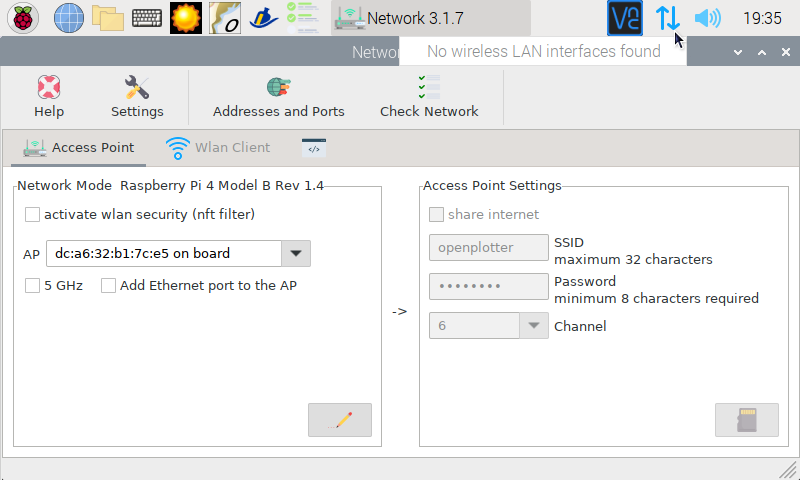 Network 3.1.7
19:35
Netwo
No wireless LAN interfaces found
Help
Settings
Addresses and Ports
Check Network
Access Point
Wlan Client
</>
Network Mode  Raspberry Pi 4 Model B Rev 1.4
activate wlan security (nft filter)
AP
dc:a6:32:b1:7c:e5 on board
5 GHz
Add Ethernet port to the AP
->
Access Point Settings
share internet
openplotter
SSID
maximum 32 characters
••••••••
Password
minimum 8 characters required
6
Channel